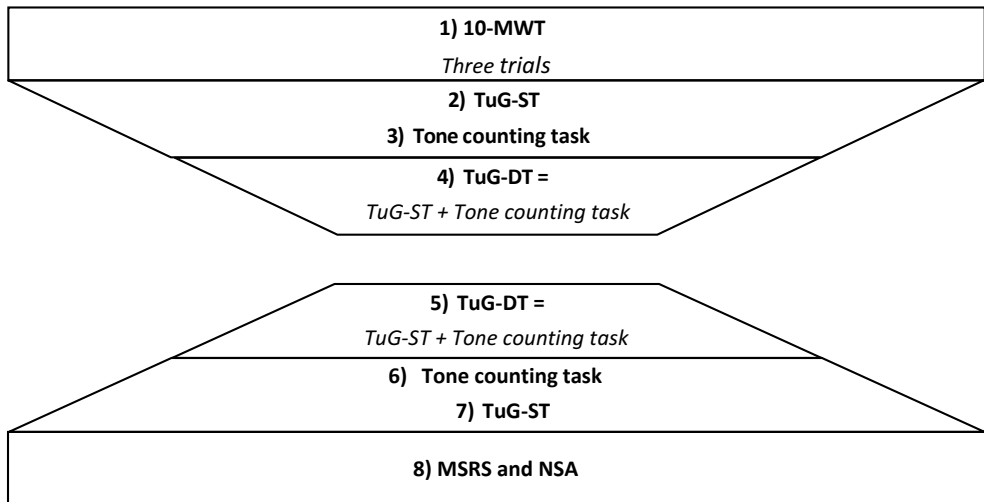 1) 10-MWT
Three trials
2) TuG-ST
3) Tone counting task
4) TuG-DT =
TuG-ST + Tone counting task
5) TuG-DT =
TuG-ST + Tone counting task
6) Tone counting task
7) TuG-ST
8) MSRS and NSA